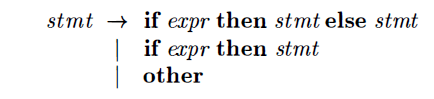 stmt → if expr then stmt else stmt
| if expr then stmt
| other